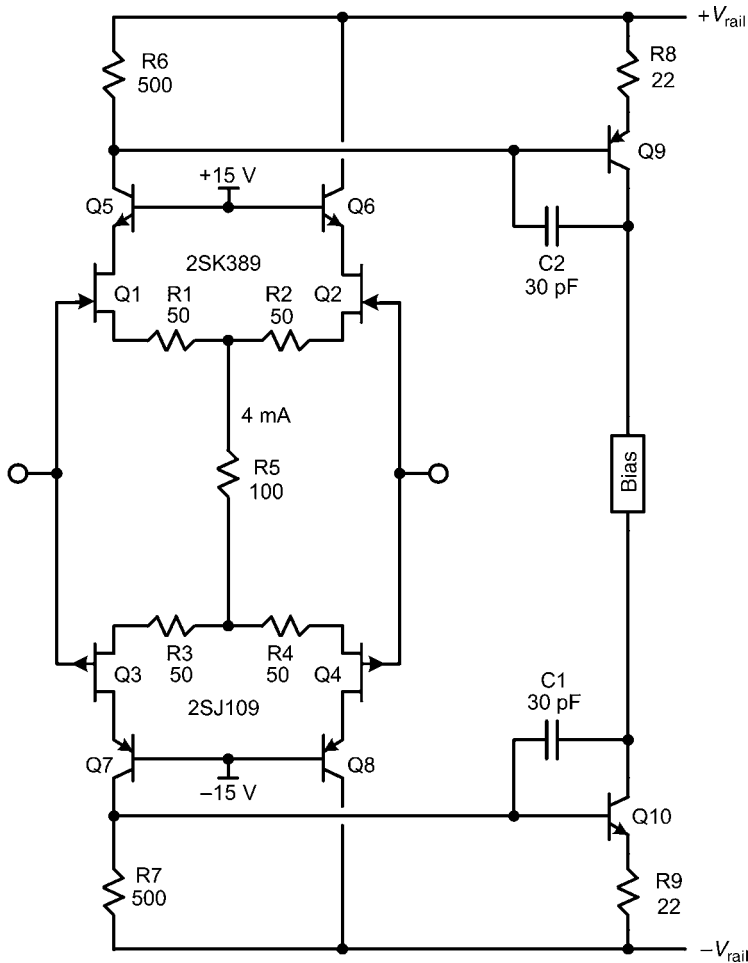 +Vrail
R6
500
R8
22
Q9
+15 V
Q5
Q6
2SK389
C2
30 pF
Q1
R1
50
R2
50
Q2
4 mA
R5
100
Bias
Q3
R3
50
R4
50
Q4
2SJ109
C1
30 pF
Q7
–15 V
Q8
Q10
R7
500
R9
22
–Vrail